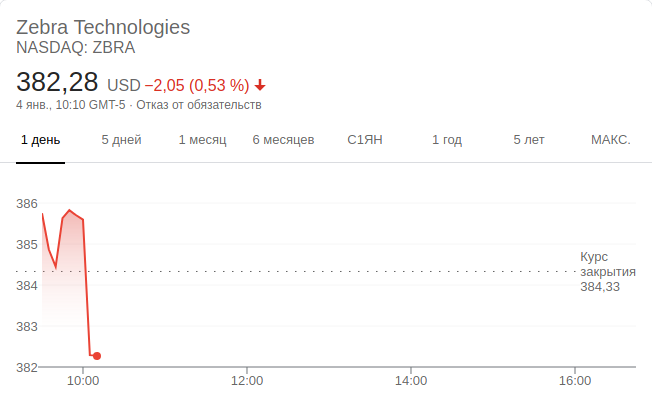 Zebra Technologies
NASDAQ: ZBRA
382,28 USD −2,05 (0,53 %)
4 янв., 10:10 GMT-5 · Отказ от обязательств
1 день 5 дней 1 месяц 6 месяцев С1ЯН 1 год 5 лет МАКС.
386
385
Курс
закрытия
384,33
384
383
382
10:00 12:00 14:00 16:00